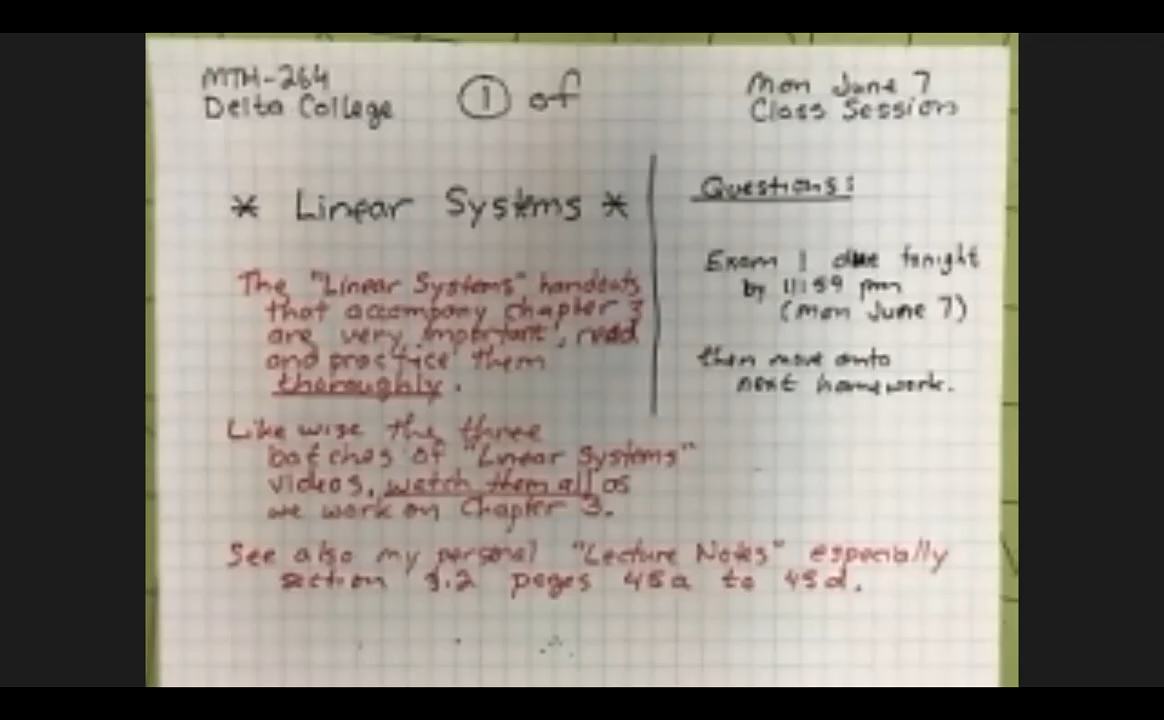 MTH-264
Delta College
1 of
Mon June 7
Class Session
* Linear Systems *
The "Linear Systems" handouts
that accompany chapter 3
are very important, read
and practice them
thoroughly.
Questions:
Exam 1 due tonight
by 11:59 pm
(Mon June 7)
then move onto
next homework.
Like wise the three
batches of "Linear Systems"
videos, watch them all as
we work on Chapter 3.
See also my personal "Lecture Notes" especially
section 3.2 pages 45a to 45d.